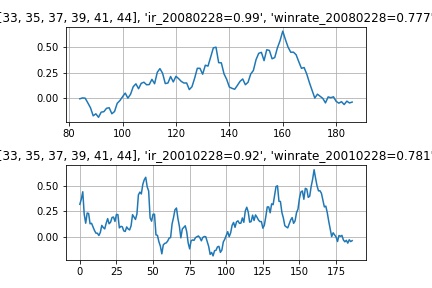 [33, 35, 37, 39, 41, 44], 'ir_20080228=0.99', 'winrate_20080228=0.777'
0.50
0.25
0.00
80 100 120 140 160 180
[33, 35, 37, 39, 41, 44], 'ir_20010228=0.92', 'winrate_20010228=0.781'
0.50
0.25
0.00
0 25 50 75 100 125 150 175